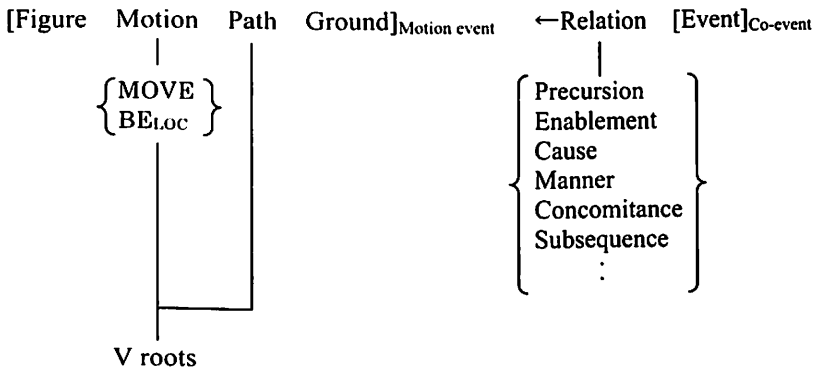 [Figure Motion Path Ground]Motion event ←Relation [Event]Co-event
{MOVE
BELOC}
{Precursion
Enablement
Cause
Manner
Concomitance
Subsequence
⋮}
V roots